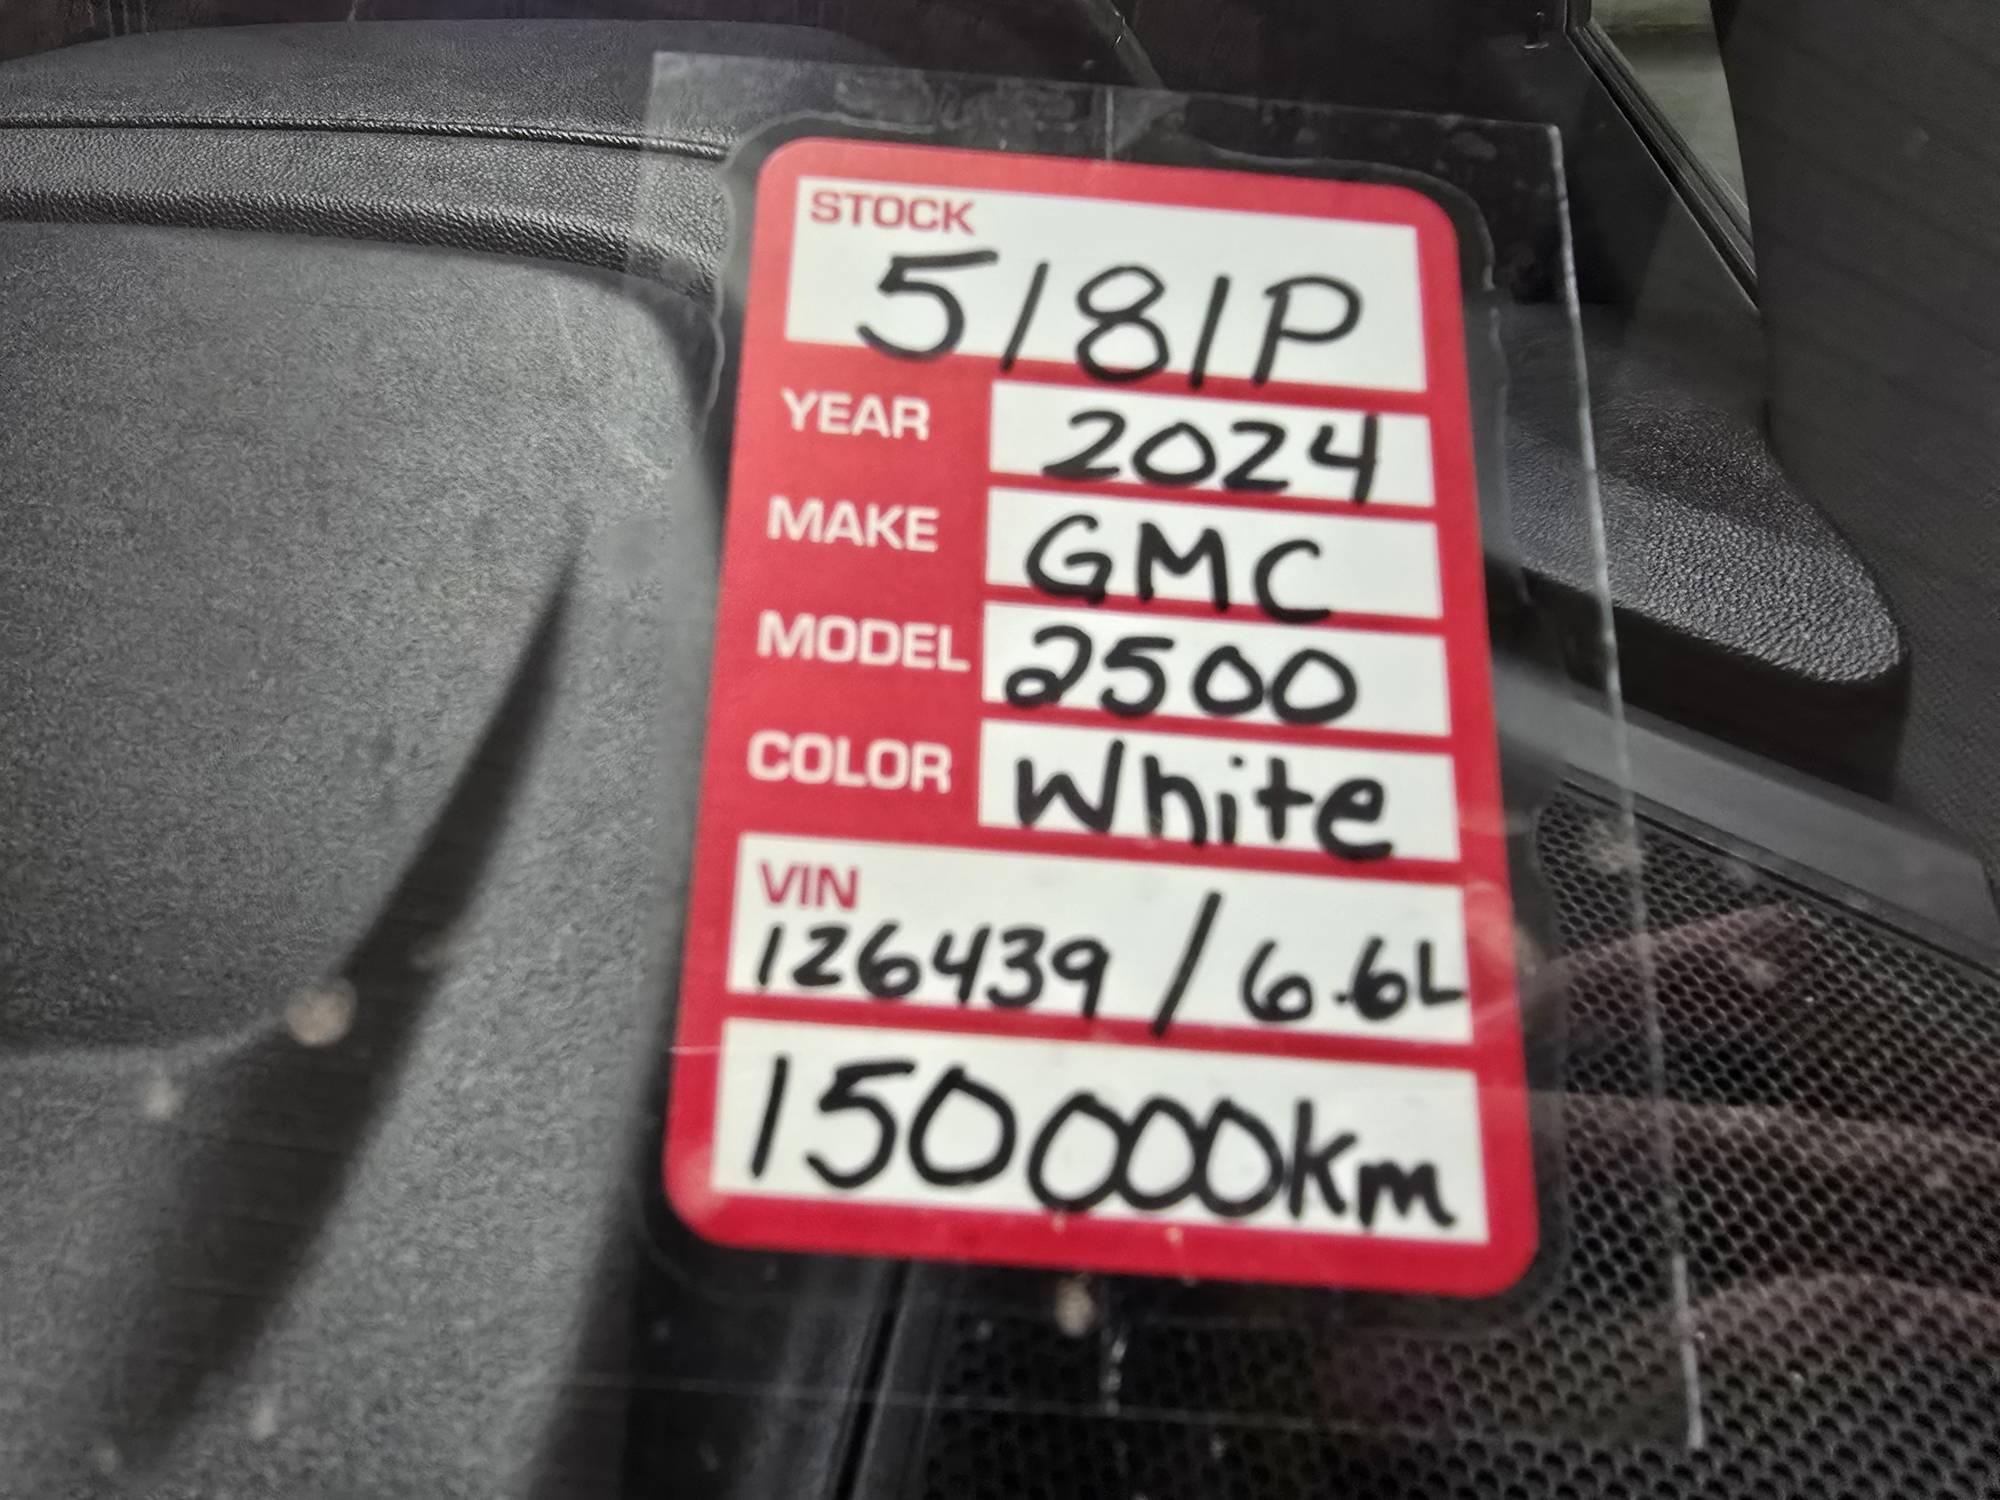 STOCK
5181P
YEAR 2024
MAKE GMC
MODEL 2500
COLOR White
VIN
126439 / 6.6L
150000km